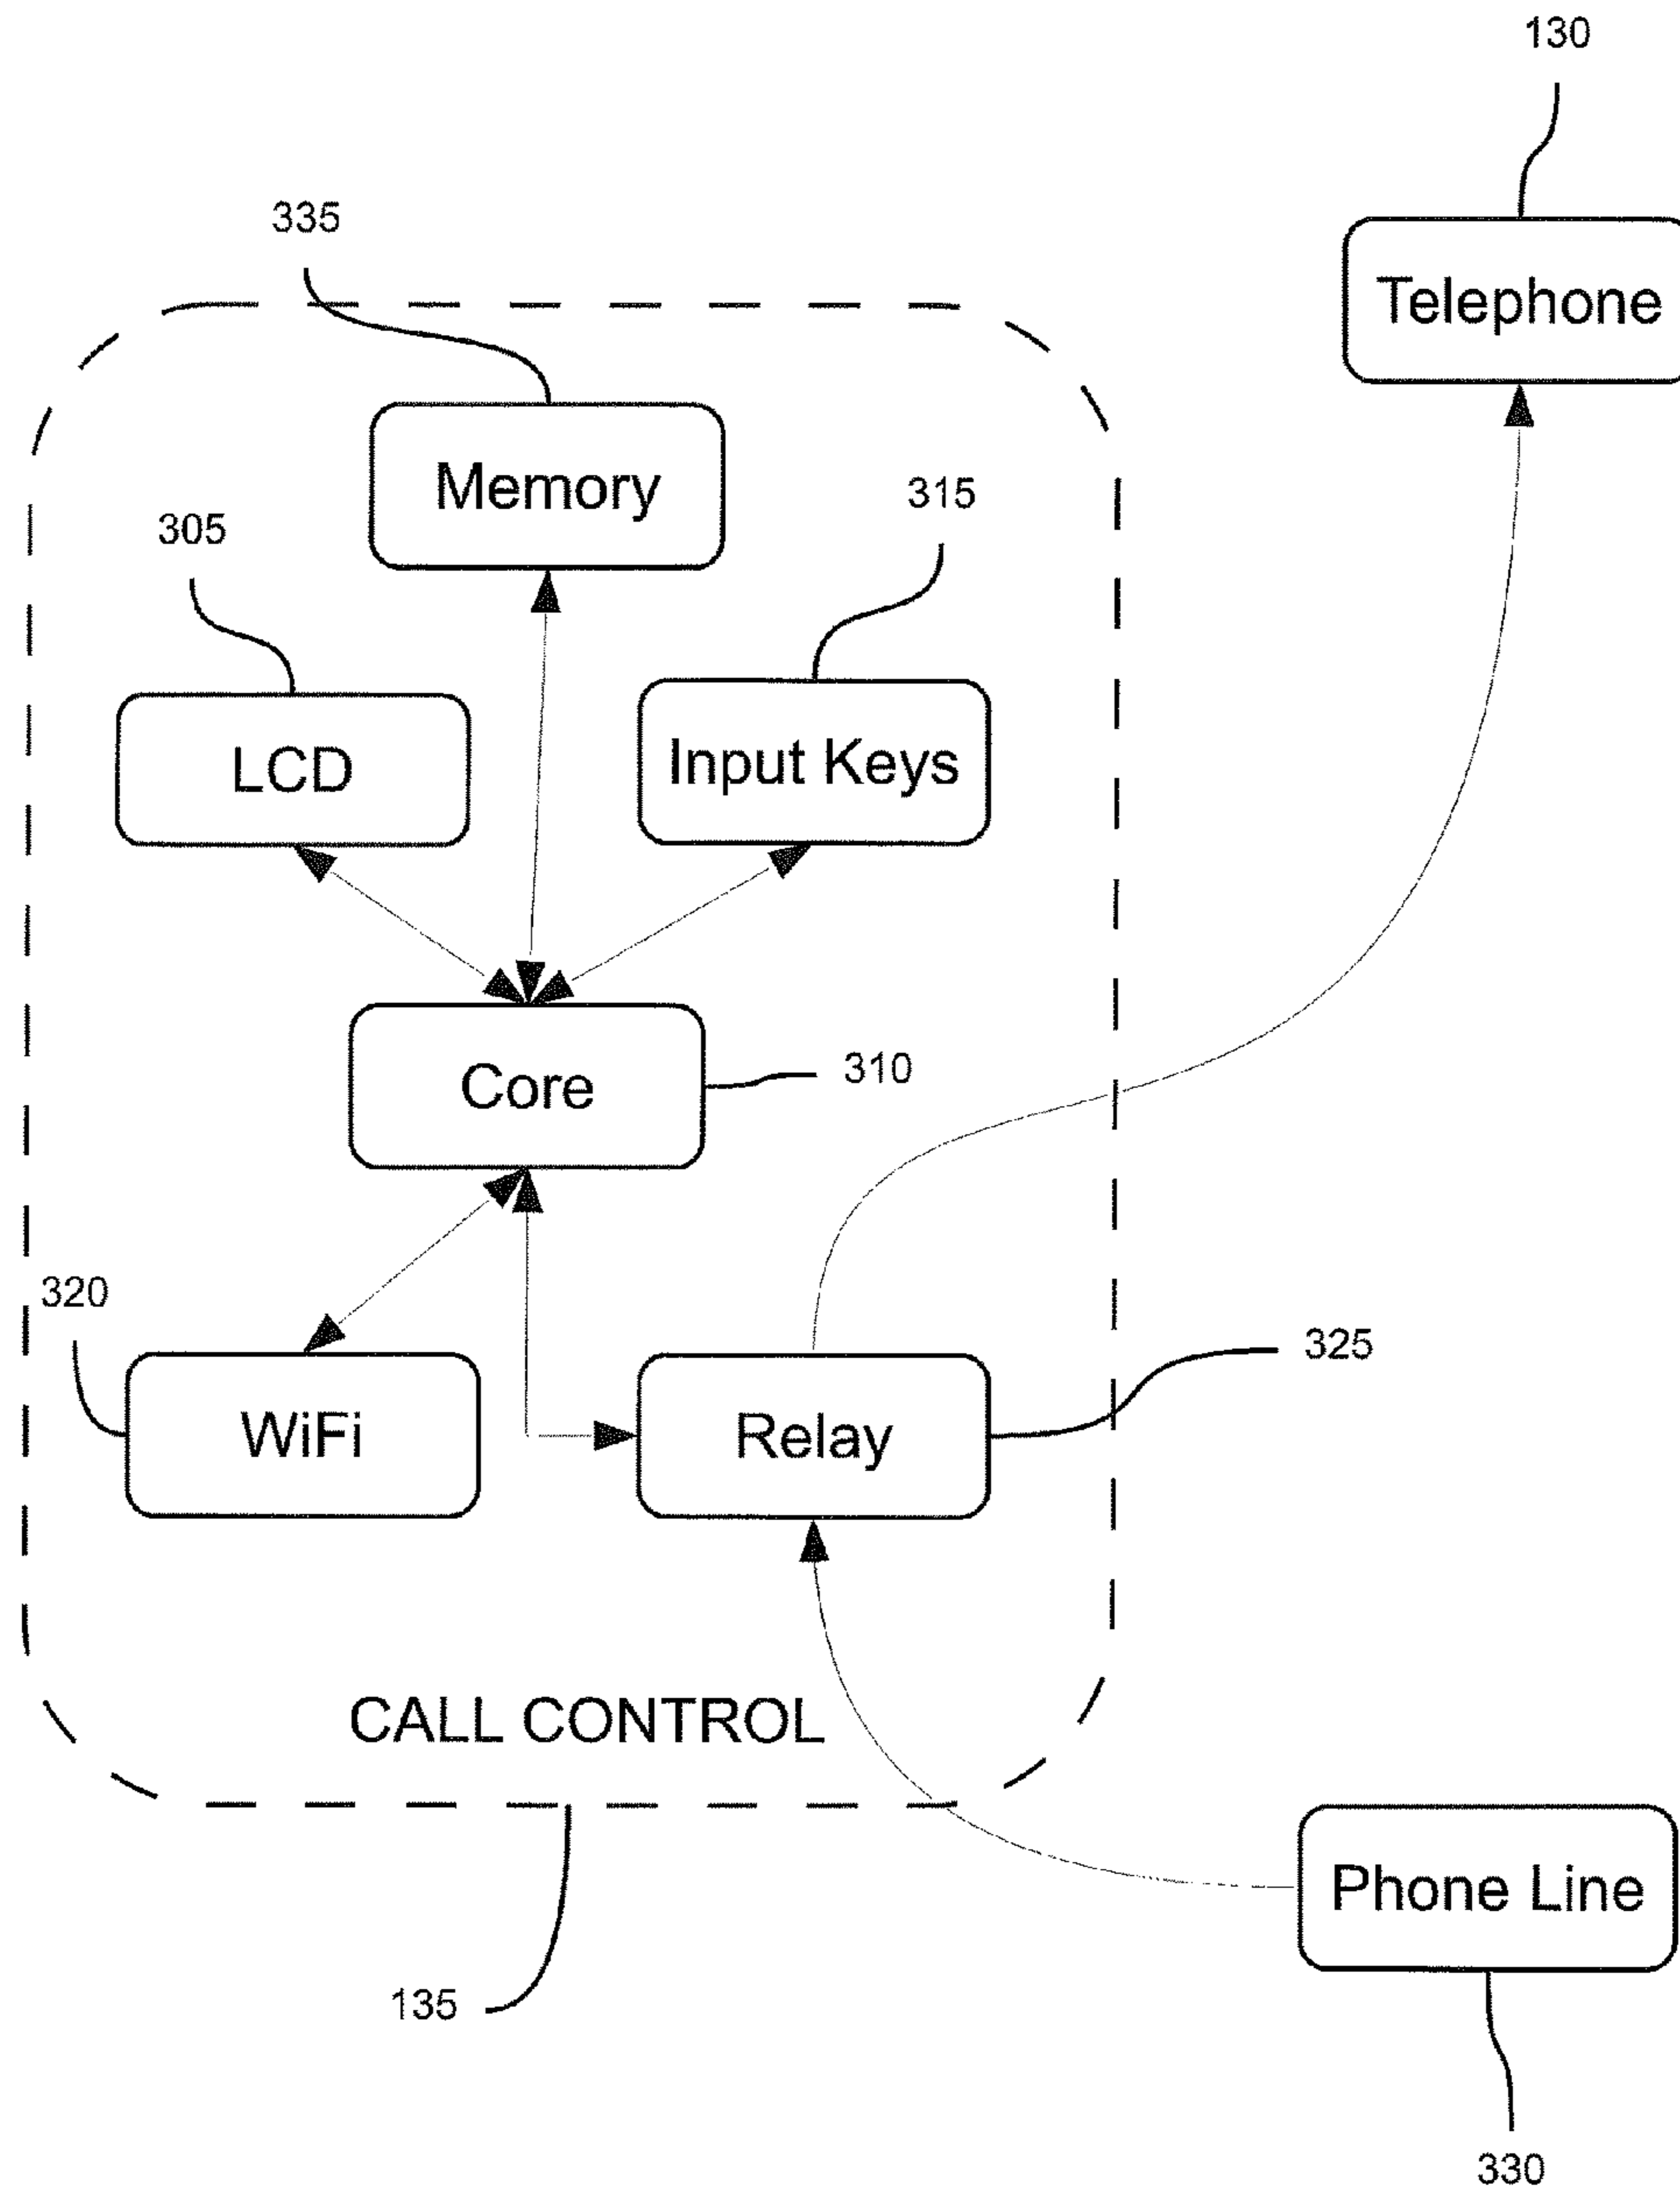 130
Telephone
335
Memory
315
305
LCD
Input Keys
Core
310
320
325
WiFi
Relay
CALL CONTROL
Phone Line
135
330